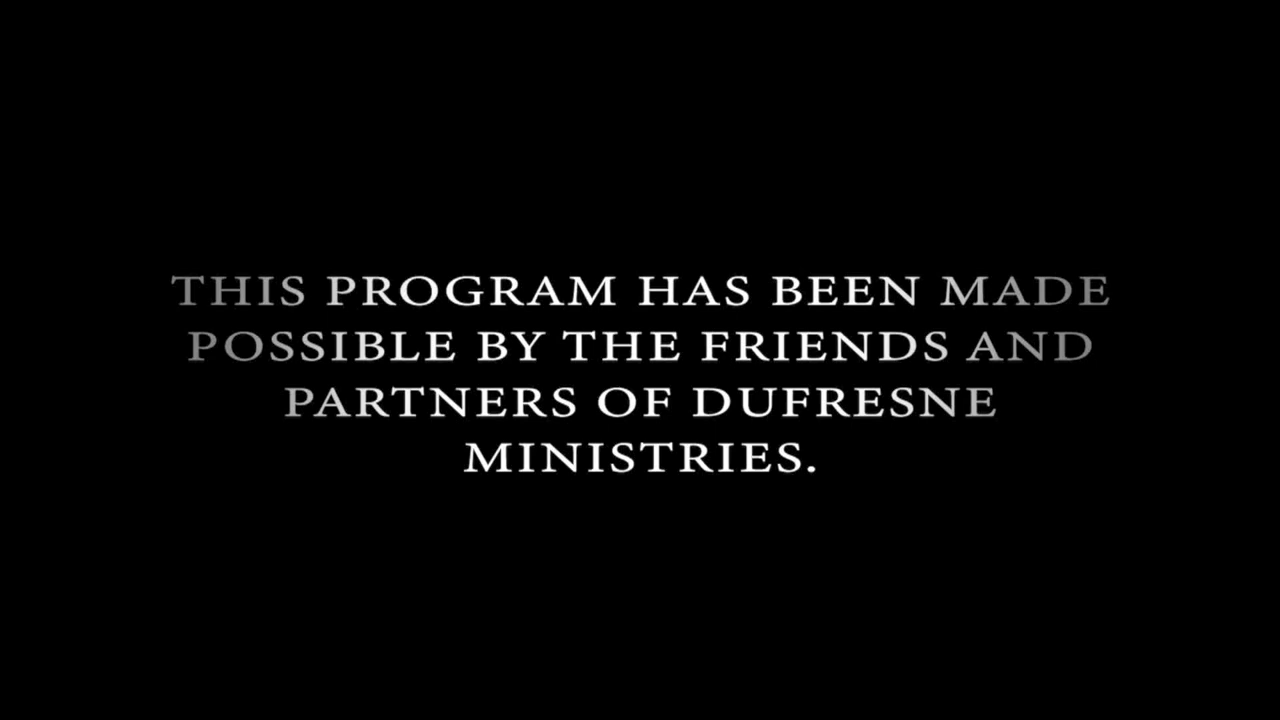 THIS PROGRAM HAS BEEN MADE
POSSIBLE BY THE FRIENDS AND
PARTNERS OF DUFRESNE
MINISTRIES.